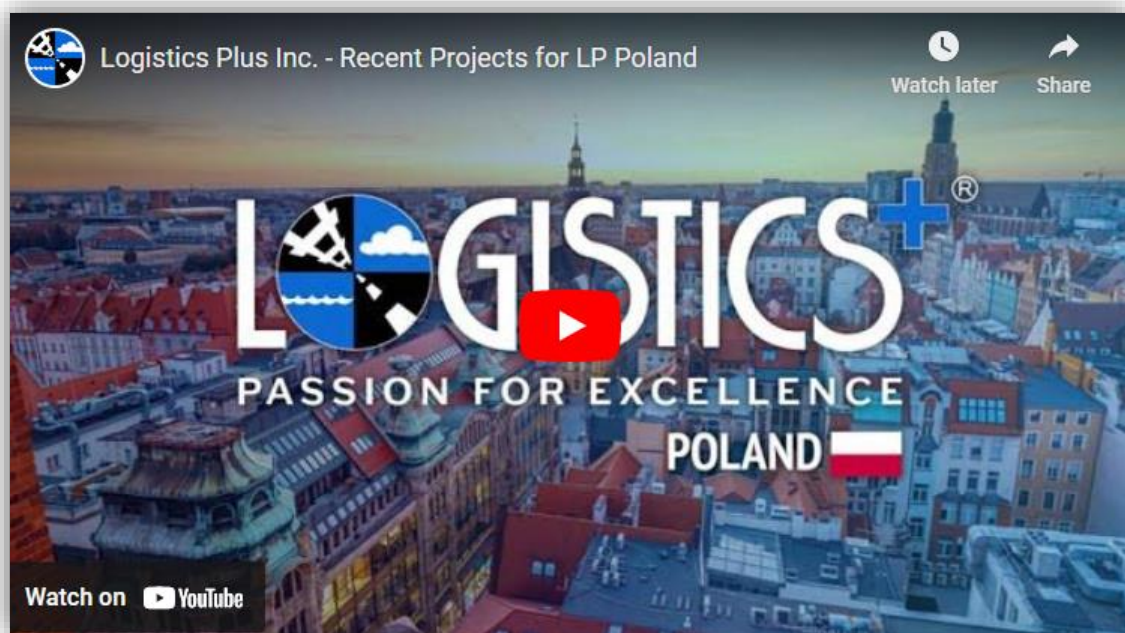 Logistics Plus Inc. - Recent Projects for LP Poland
Watch later
Share
LOGISTICS+®
PASSION FOR EXCELLENCE
POLAND
Watch on YouTube